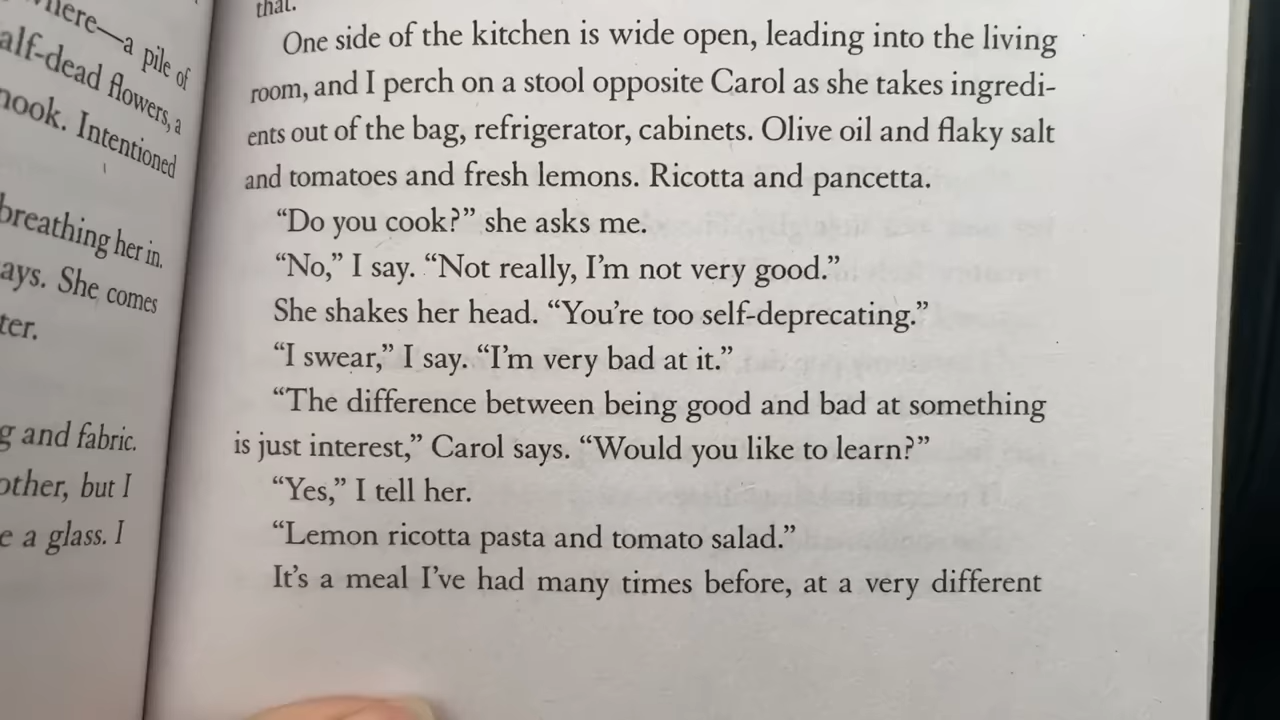 here—a pile of
alf-dead flowers, a
nook. Intentioned
breathing her in.
ays. She comes
ter.
g and fabric.
other, but I
e a glass. I
that.
One side of the kitchen is wide open, leading into the living
room, and I perch on a stool opposite Carol as she takes ingredi-
ents out of the bag, refrigerator, cabinets. Olive oil and flaky salt
and tomatoes and fresh lemons. Ricotta and pancetta.
“Do you cook?” she asks me.
“No,” I say. “Not really, I’m not very good.”
She shakes her head. “You’re too self-deprecating.”
“I swear,” I say. “I’m very bad at it.”
“The difference between being good and bad at something
is just interest,” Carol says. “Would you like to learn?”
“Yes,” I tell her.
“Lemon ricotta pasta and tomato salad.”
It’s a meal I’ve had many times before, at a very different